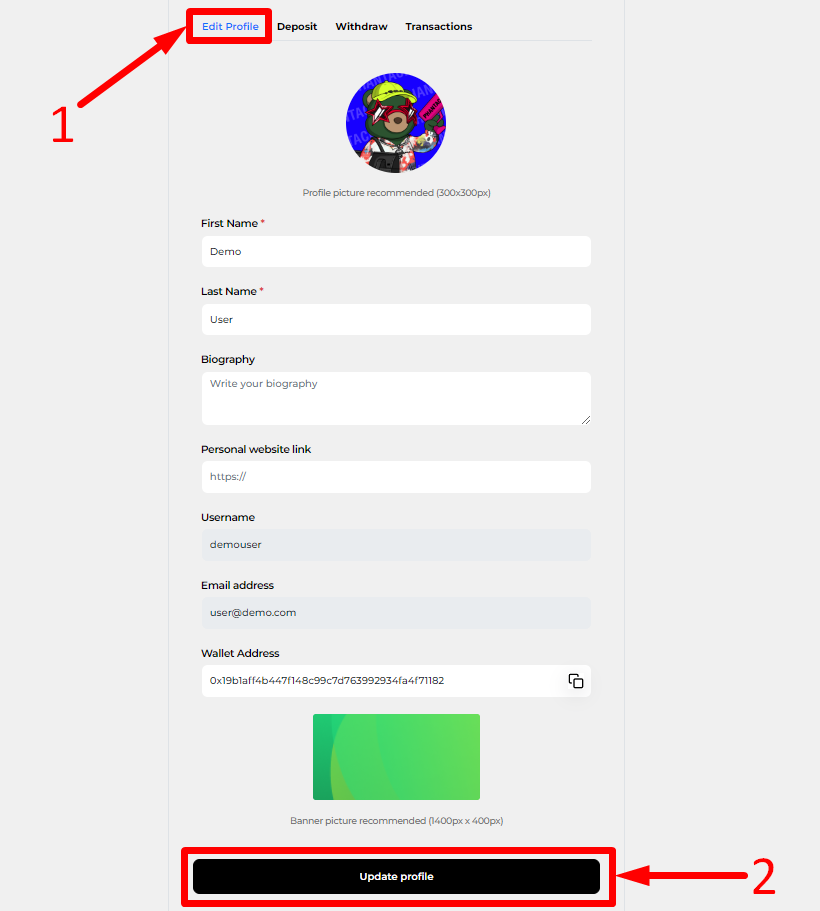 Edit Profile Deposit Withdraw Transactions
1
Profile picture recommended (300x300px)
First Name *
Demo
Last Name *
User
Biography
Write your biography
Personal website link
https://
Username
demouser
Email address
user@demo.com
Wallet Address
0x19b1aff4b447f148c99c7d763992934fa4f71182
Banner picture recommended (1400px x 400px)
Update profile
2